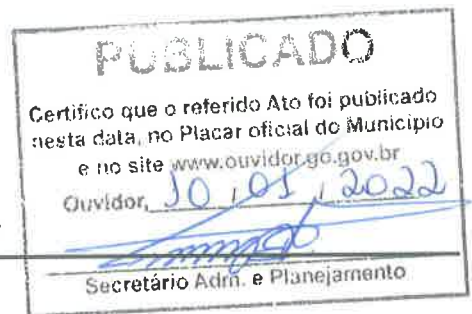 PUBLICADO
Certifico que o referido Ato foi publicado
nesta data, no Placar oficial do Município
e no site www.ouvidor.go.gov.br
Ouvidor, 10 / 01 / 2022
Secretário Adm. e Planejamento